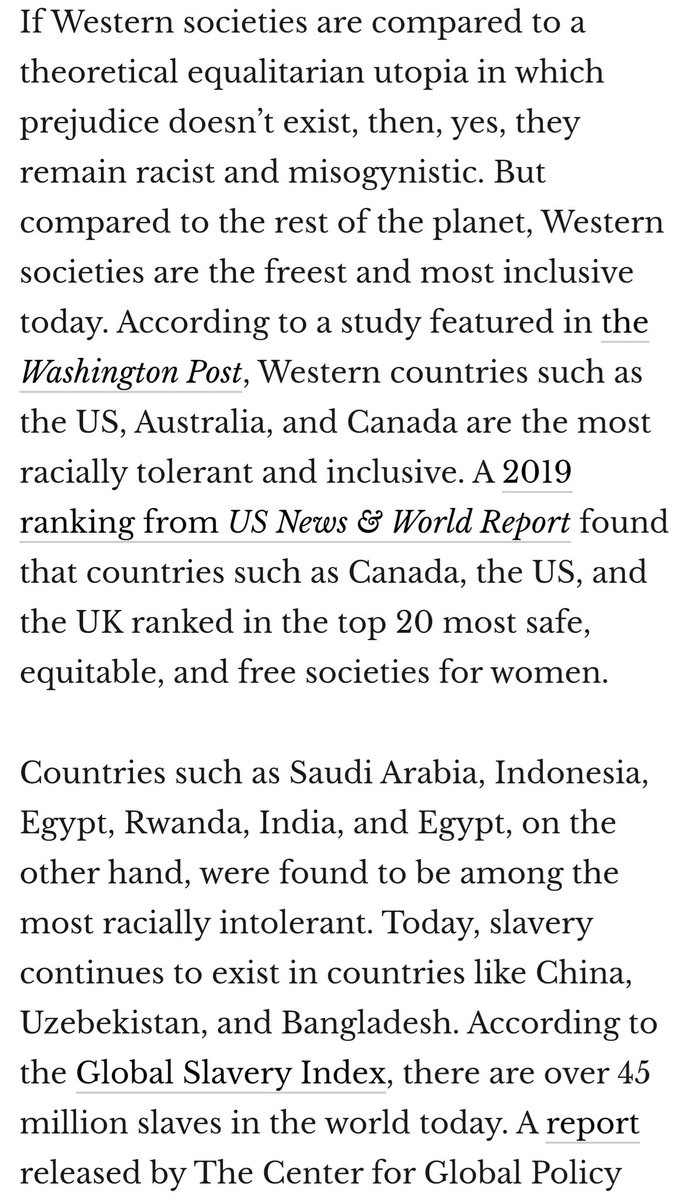 If Western societies are compared to a
theoretical equalitarian utopia in which
prejudice doesn’t exist, then, yes, they
remain racist and misogynistic. But
compared to the rest of the planet, Western
societies are the freest and most inclusive
today. According to a study featured in the
Washington Post, Western countries such as
the US, Australia, and Canada are the most
racially tolerant and inclusive. A 2019
ranking from US News & World Report found
that countries such as Canada, the US, and
the UK ranked in the top 20 most safe,
equitable, and free societies for women.
Countries such as Saudi Arabia, Indonesia,
Egypt, Rwanda, India, and Egypt, on the
other hand, were found to be among the
most racially intolerant. Today, slavery
continues to exist in countries like China,
Uzebekistan, and Bangladesh. According to
the Global Slavery Index, there are over 45
million slaves in the world today. A report
released by The Center for Global Policy